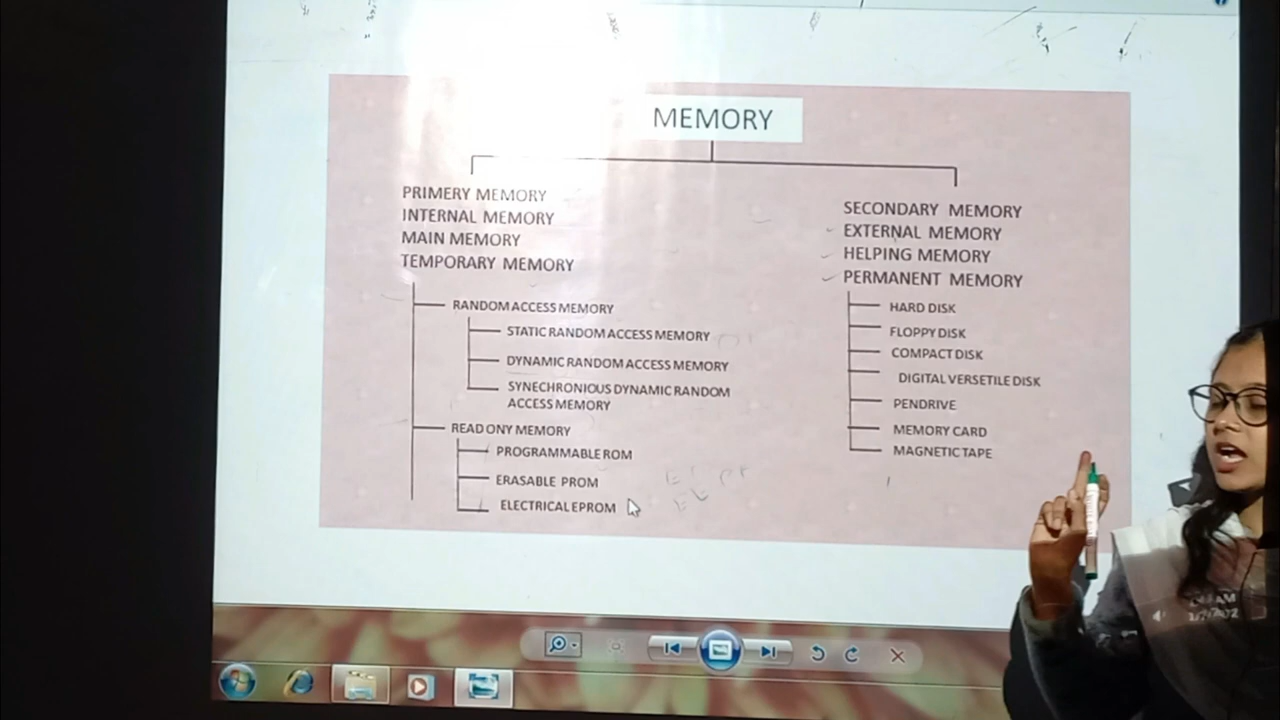 MEMORY
PRIMERY MEMORY
INTERNAL MEMORY
MAIN MEMORY
TEMPORARY MEMORY
RANDOM ACCESS MEMORY
STATIC RANDOM ACCESS MEMORY
DYNAMIC RANDOM ACCESS MEMORY
SYNECHRONIOUS DYNAMIC RANDOM
ACCESS MEMORY
READ ONY MEMORY
PROGRAMMABLE ROM
ERASABLE PROM
ELECTRICAL EPROM
SECONDARY MEMORY
EXTERNAL MEMORY
HELPING MEMORY
PERMANENT MEMORY
HARD DISK
FLOPPY DISK
COMPACT DISK
DIGITAL VERSETILE DISK
PENDRIVE
MEMORY CARD
MAGNETIC TAPE